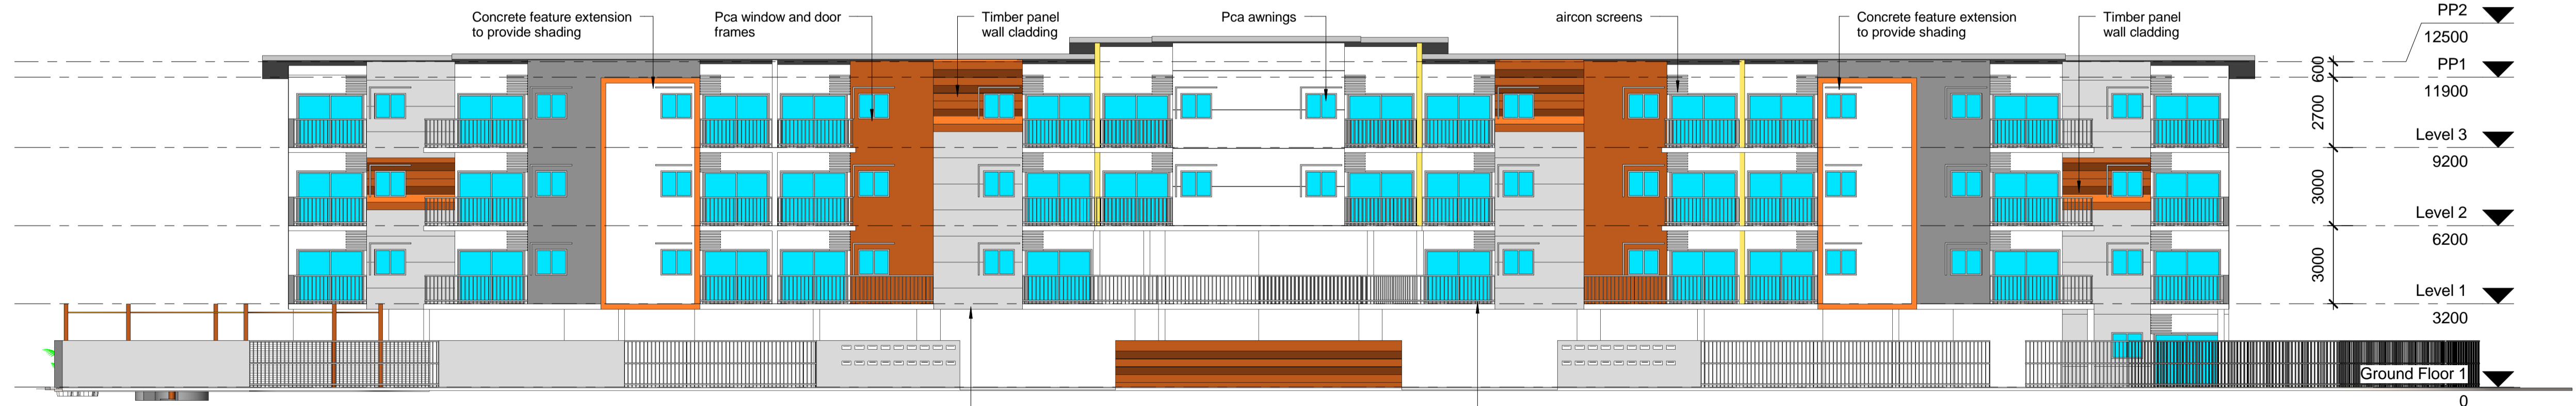 Concrete feature extension
to provide shading
Pca window and door
frames
Timber panel
wall cladding
Pca awnings
aircon screens
Concrete feature extension
to provide shading
Timber panel
wall cladding
PP2
12500
600
PP1
11900
2700
Level 3
9200
3000
Level 2
6200
3000
Level 1
3200
Ground Floor 1
0